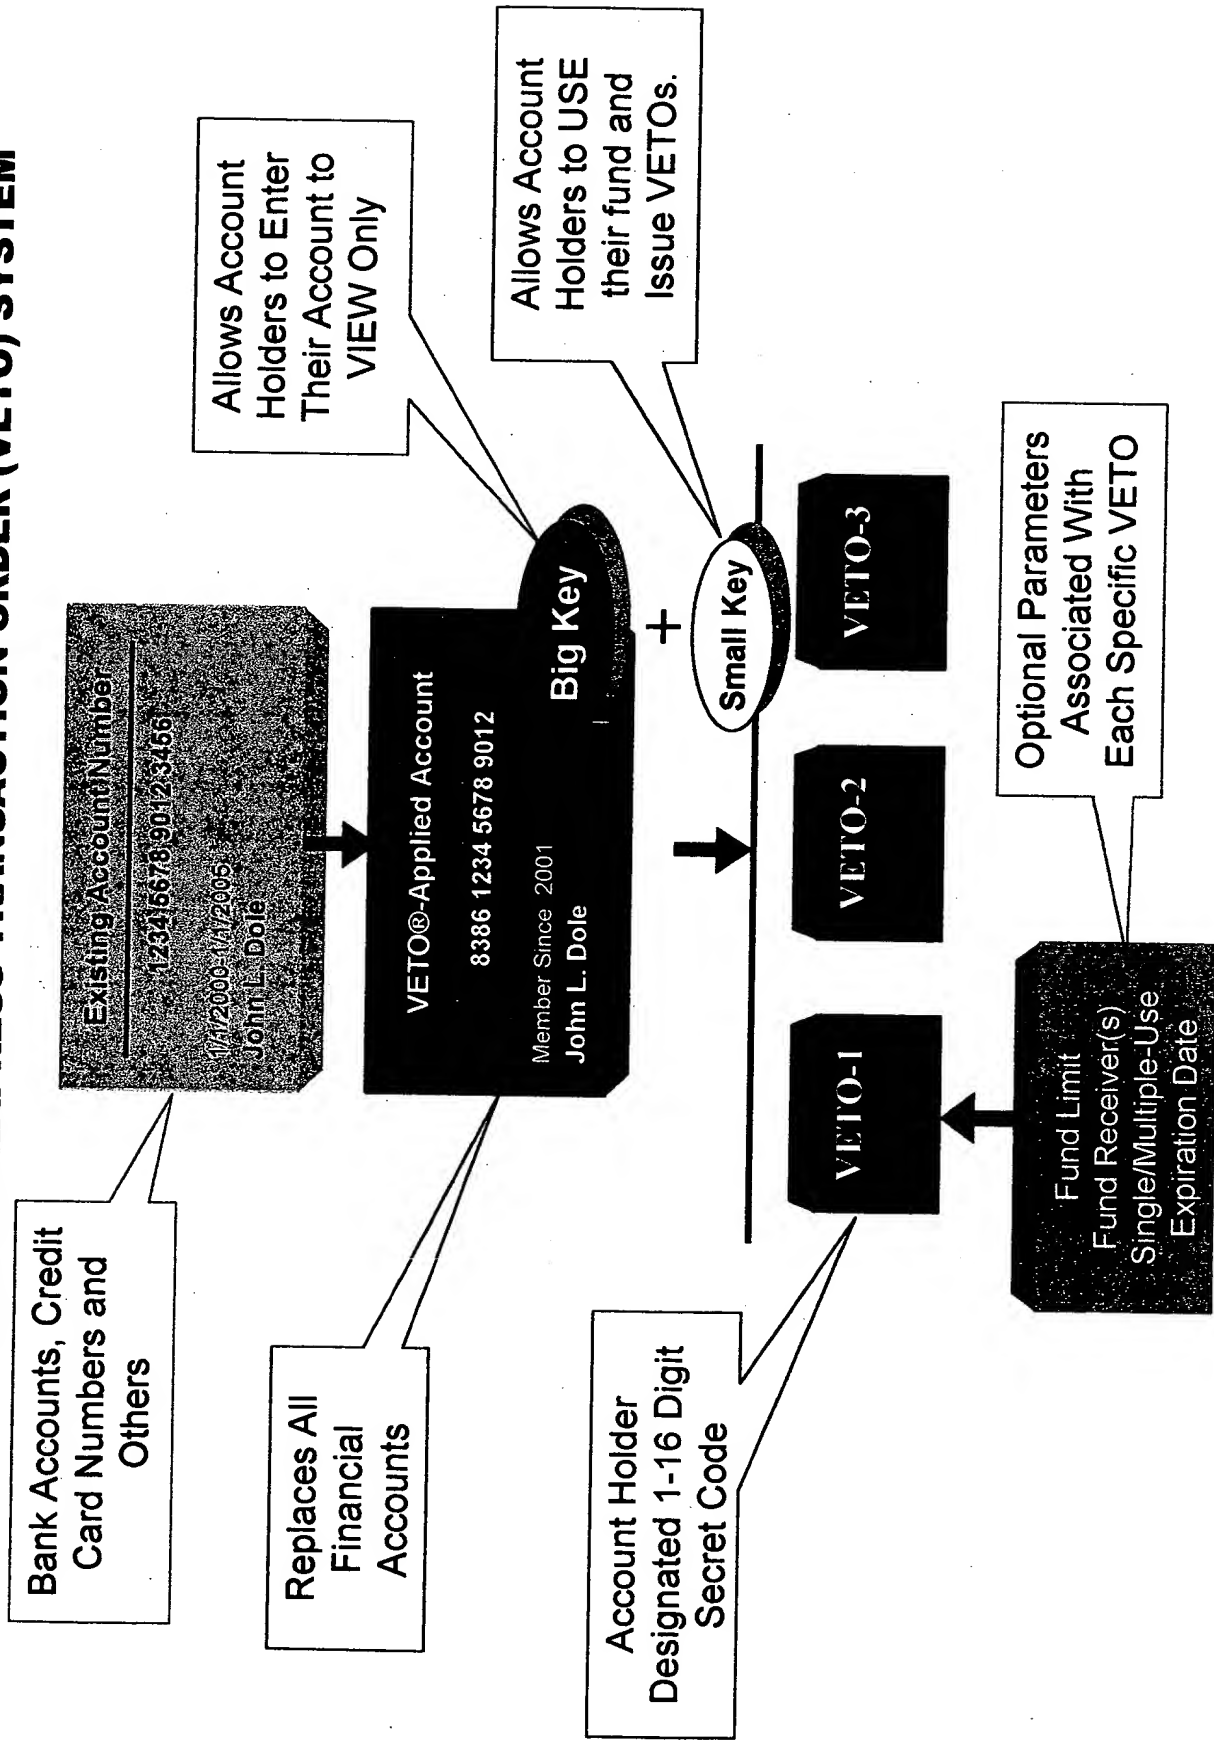 TRANSACTION ORDER (VETO) SYSTEM
Bank Accounts, Credit
Card Numbers and
Others
Existing Account Number
1234 5678 9012 3456
1/1/2000-1/1/2005
John L. Dole
Allows Account
Holders to Enter
Their Account to
VIEW Only
Replaces All
Financial
Accounts
VETO®-Applied Account
8386 1234 5678 9012
Member Since 2001
John L. Dole
Big Key
+
Small Key
Allows Account
Holders to USE
their fund and
Issue VETOs.
Account Holder
Designated 1-16 Digit
Secret Code
VETO-1
VETO-2
VETO-3
Fund Limit
Fund Receiver(s)
Single/Multiple-Use
Expiration Date
Optional Parameters
Associated With
Each Specific VETO